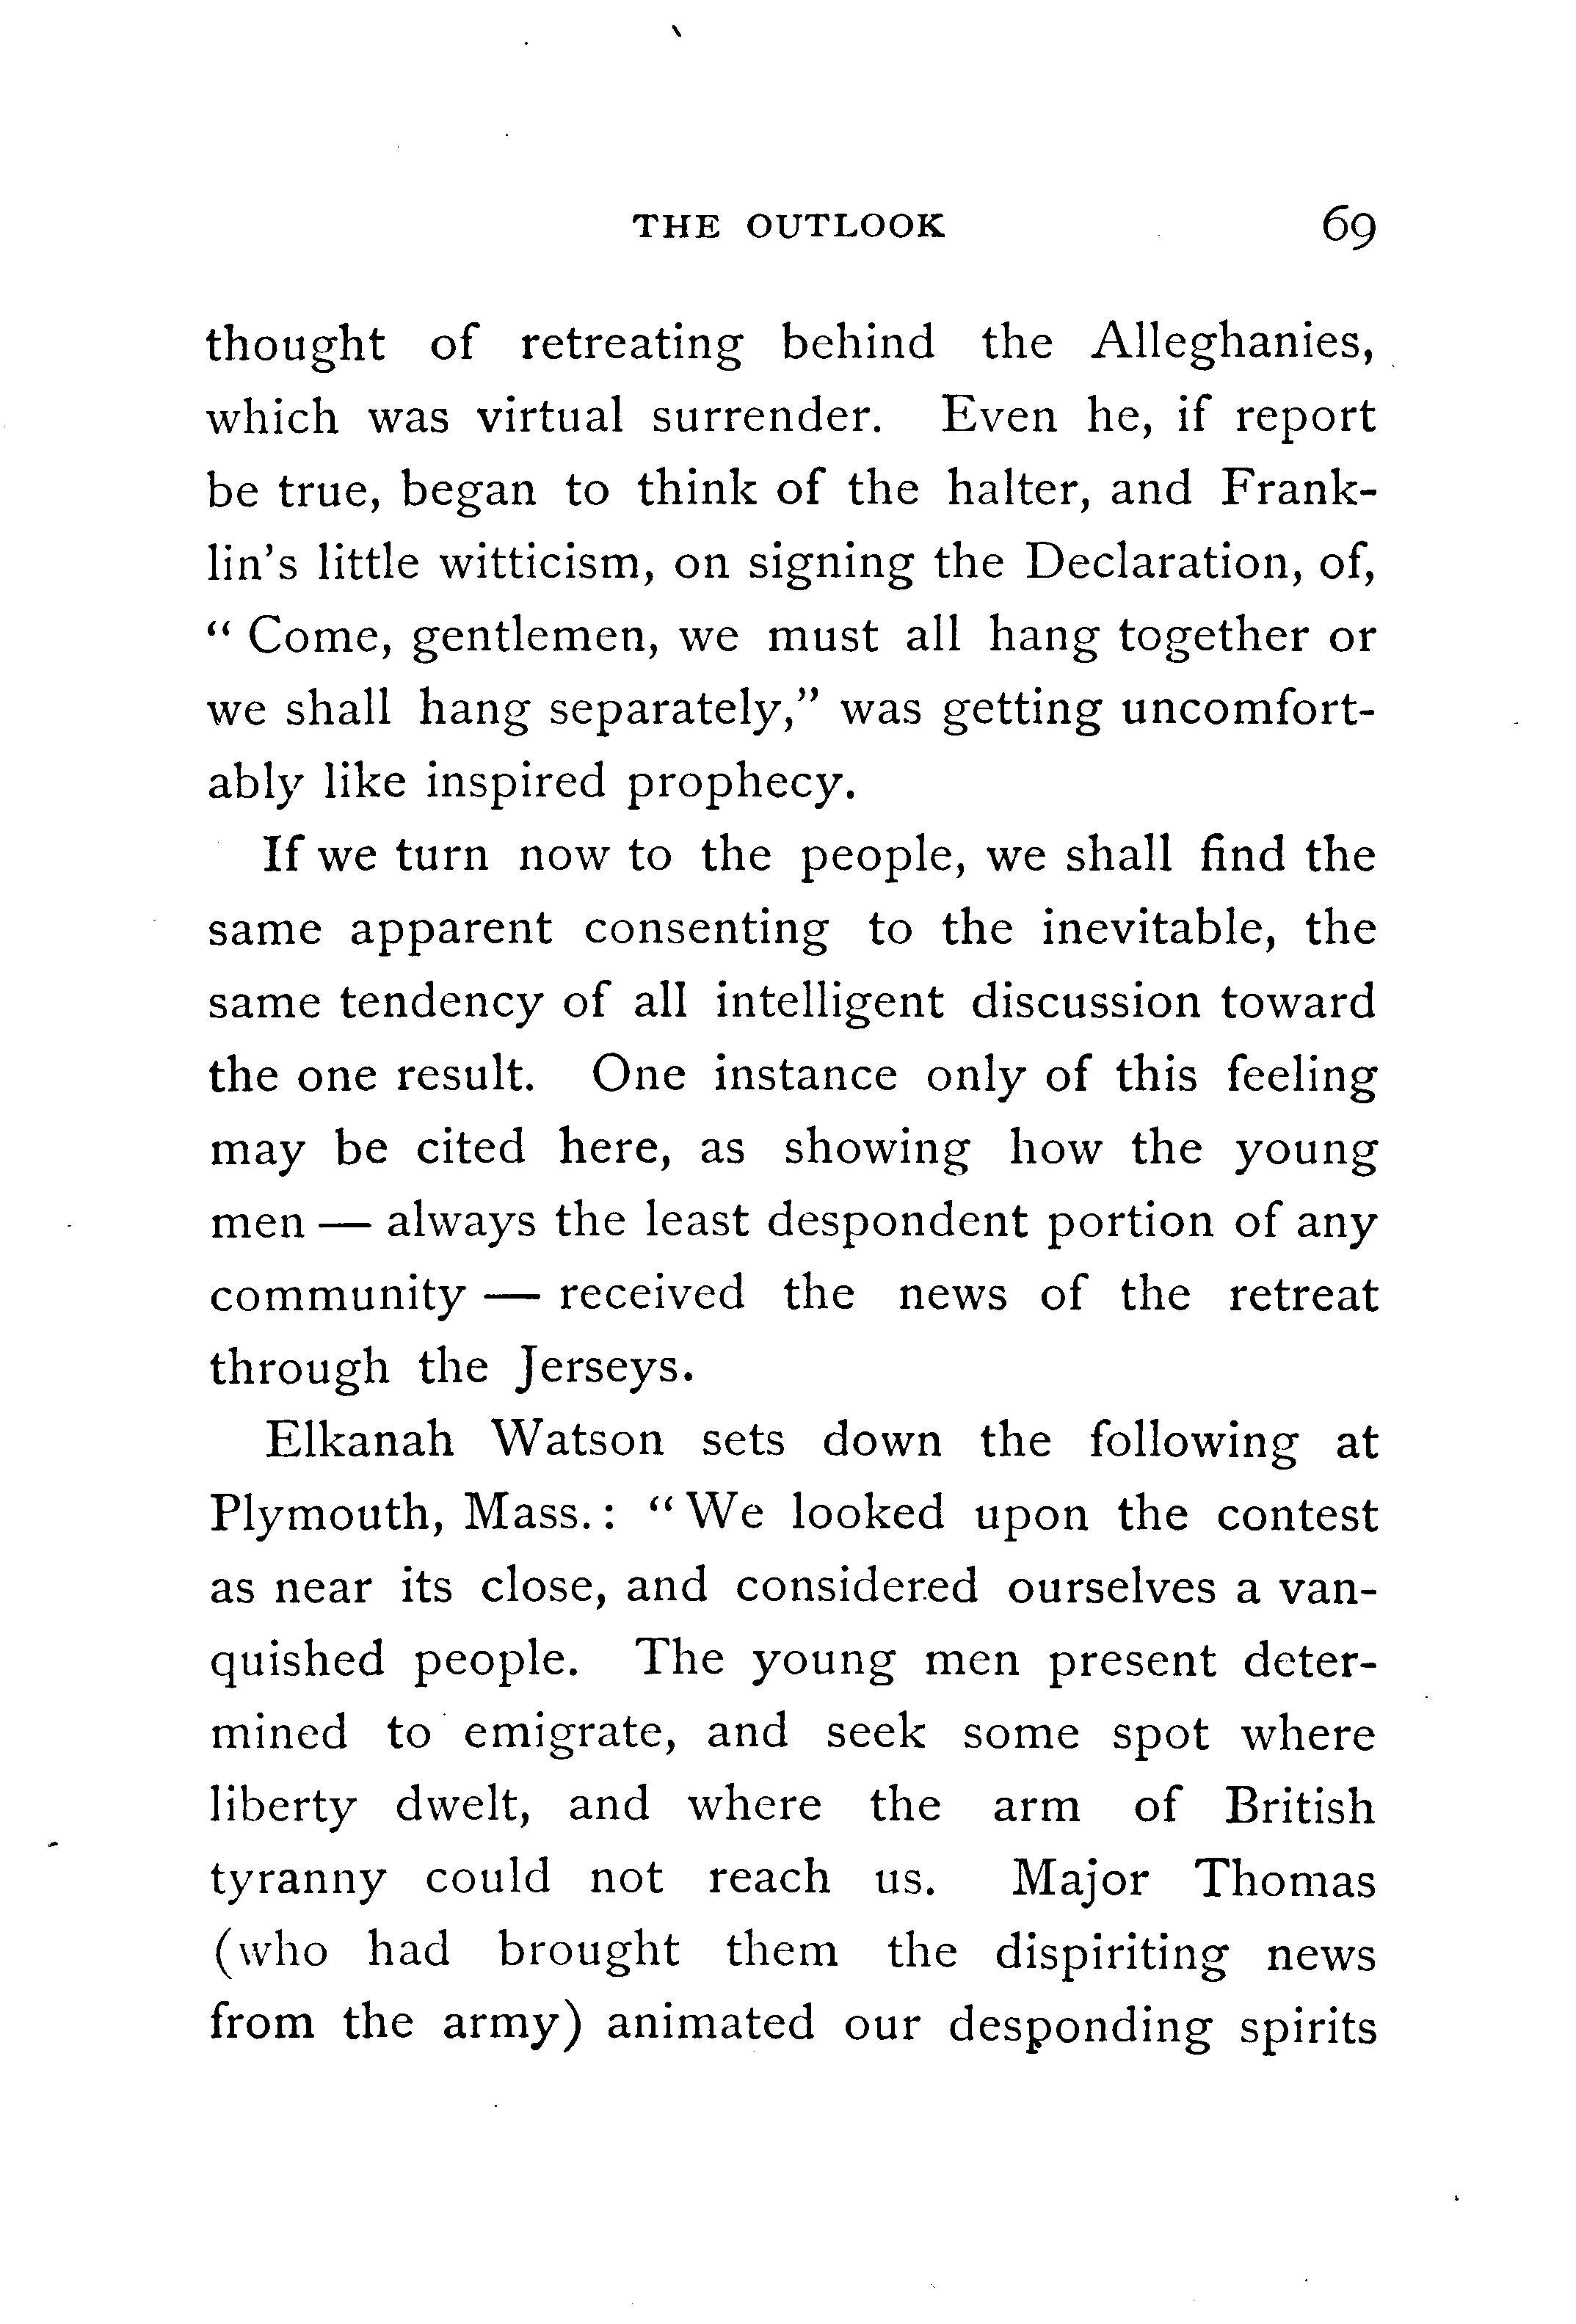 THE OUTLOOK 69
thought of retreating behind the Alleghanies,
which was virtual surrender. Even he, if report
be true, began to think of the halter, and Frank-
lin's little witticism, on signing the Declaration, of,
“ Come, gentlemen, we must all hang together or
we shall hang separately,” was getting uncomfort-
ably like inspired prophecy.
If we turn now to the people, we shall find the
same apparent consenting to the inevitable, the
same tendency of all intelligent discussion toward
the one result. One instance only of this feeling
may be cited here, as showing how the young
men — always the least despondent portion of any
community — received the news of the retreat
through the Jerseys.
Elkanah Watson sets down the following at
Plymouth, Mass.: “ We looked upon the contest
as near its close, and considered ourselves a van-
quished people. The young men present deter-
mined to emigrate, and seek some spot where
liberty dwelt, and where the arm of British
tyranny could not reach us. Major Thomas
(who had brought them the dispiriting news
from the army) animated our desponding spirits